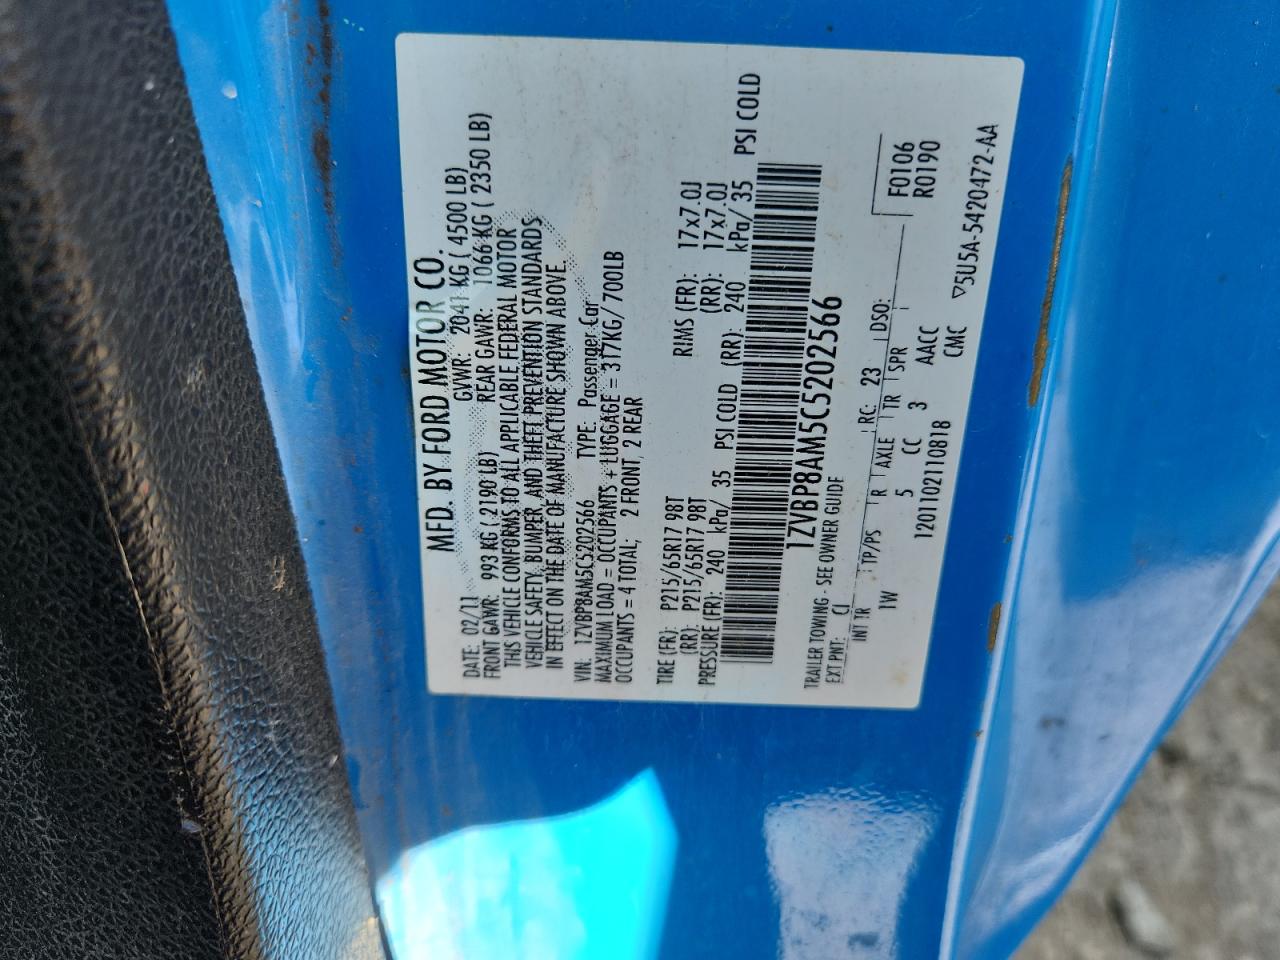 MFD. BY FORD MOTOR CO.
DATE: 02/11 GVWR: 2041 KG ( 4500 LB)
FRONT GAWR: 993 KG ( 2190 LB) REAR GAWR: 1066 KG ( 2350 LB)
THIS VEHICLE CONFORMS TO ALL APPLICABLE FEDERAL MOTOR
VEHICLE SAFETY, BUMPER, AND THEFT PREVENTION STANDARDS
IN EFFECT ON THE DATE OF MANUFACTURE SHOWN ABOVE.
VIN: 1ZVBP8AM5C5202566 TYPE: Passenger Car
MAXIMUM LOAD = OCCUPANTS + LUGGAGE = 317KG/700LB
OCCUPANTS = 4 TOTAL; 2 FRONT, 2 REAR
TIRE (FR): P215/65R17 98T RIMS (FR): 17x7.0J
(RR): P215/65R17 98T (RR): 17x7.0J
PRESSURE (FR): 240 kPa/ 35 PSI COLD (RR): 240 kPa/ 35 PSI COLD
1ZVBP8AM5C5202566
TRAILER TOWING - SEE OWNER GUIDE
EXT PNT: CI RC: 23 DSO:
INT TR TP/PS R AXLE TR SPR
1W 5 CC 3 AACC
F0106
R0190
1201102110818 CMC
▽5U5A-5420472-AA